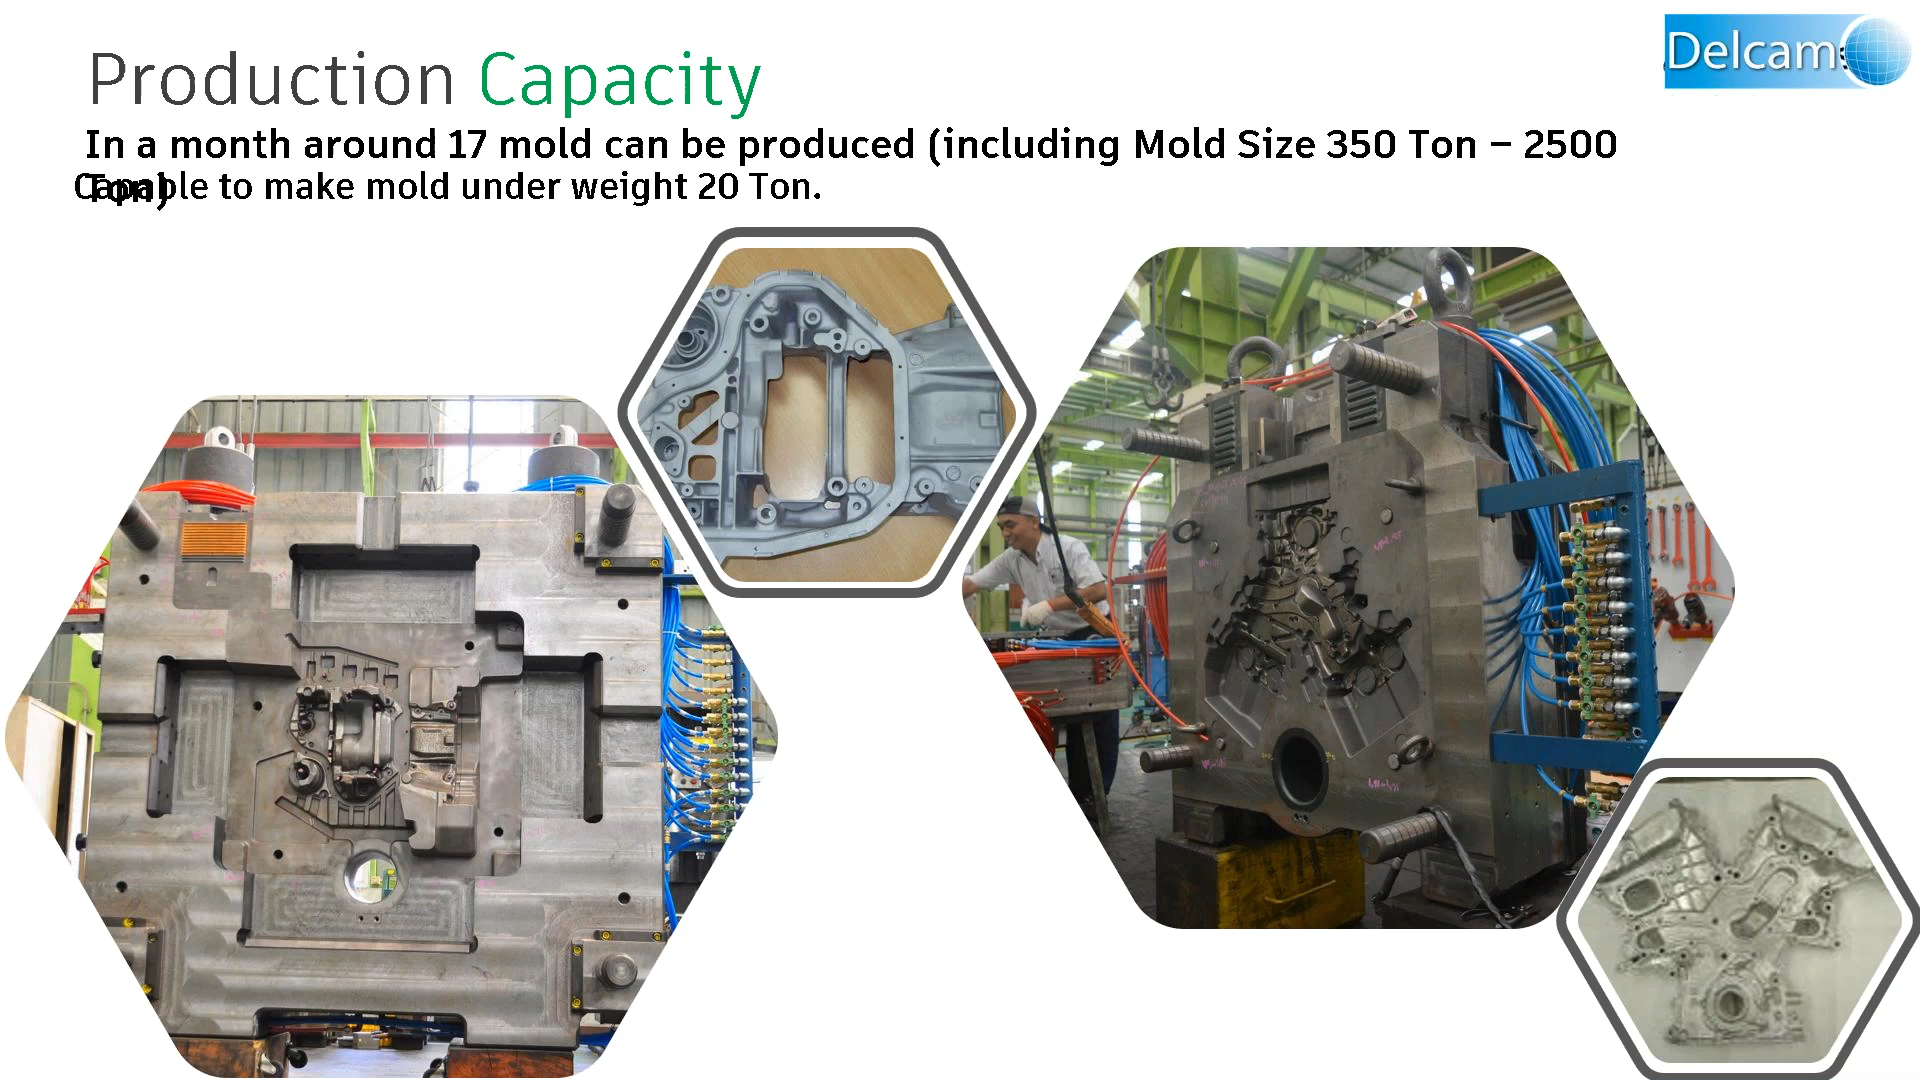 Delcam
Production Capacity
In a month around 17 mold can be produced (including Mold Size 350 Ton – 2500
Ton)
Capable to make mold under weight 20 Ton.